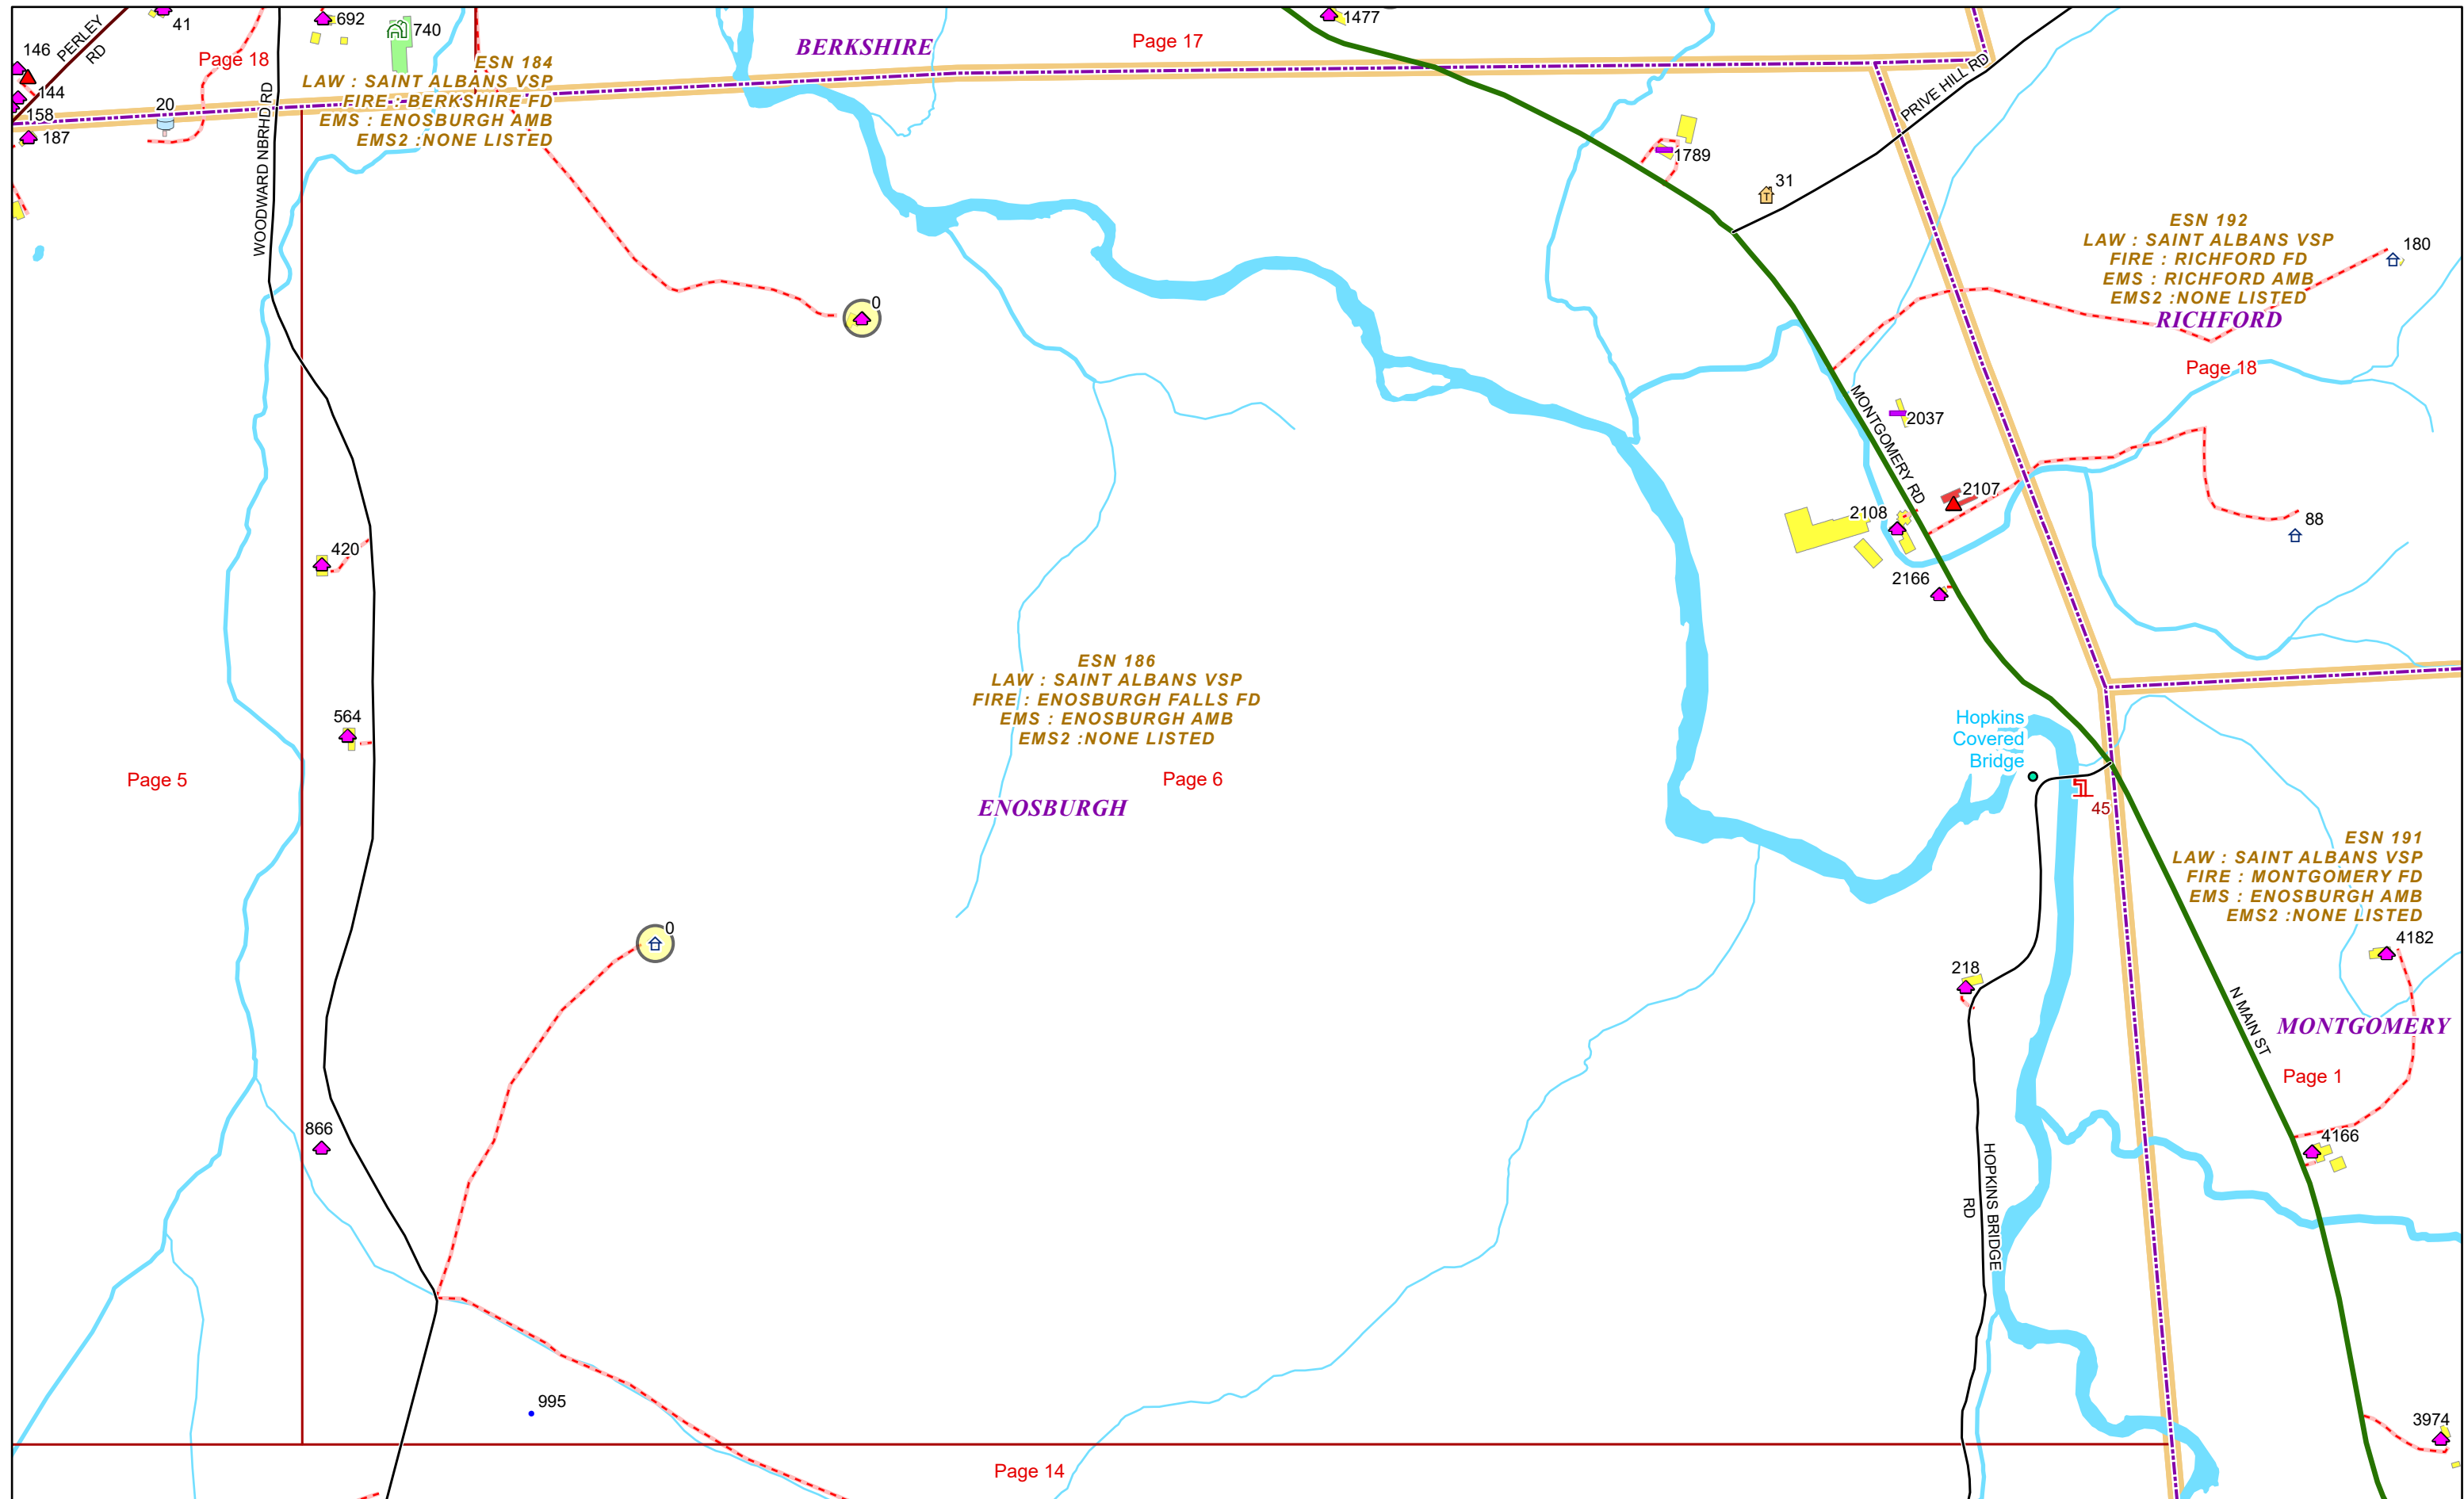 692
41
740
1477
BERKSHIRE
Page 17
146
PERLEY
RD
Page 18
ESN 184
LAW : SAINT ALBANS VSP
FIRE : BERKSHIRE FD
EMS : ENOSBURGH AMB
EMS2 :NONE LISTED
144
20
158
187
WOODWARD NBRHD RD
PRIVE HILL RD
1789
31
ESN 192
LAW : SAINT ALBANS VSP
FIRE : RICHFORD FD
EMS : RICHFORD AMB
EMS2 :NONE LISTED
180
RICHFORD
0
Page 18
MONTGOMERY RD
2037
2107
2108
88
420
2166
ESN 186
LAW : SAINT ALBANS VSP
FIRE : ENOSBURGH FALLS FD
EMS : ENOSBURGH AMB
EMS2 :NONE LISTED
564
Hopkins
Covered
Bridge
Page 5
Page 6
ENOSBURGH
45
ESN 191
LAW : SAINT ALBANS VSP
FIRE : MONTGOMERY FD
EMS : ENOSBURGH AMB
EMS2 :NONE LISTED
0
4182
218
N MAIN ST
MONTGOMERY
Page 1
866
4166
HOPKINS BRIDGE
RD
995
3974
Page 14